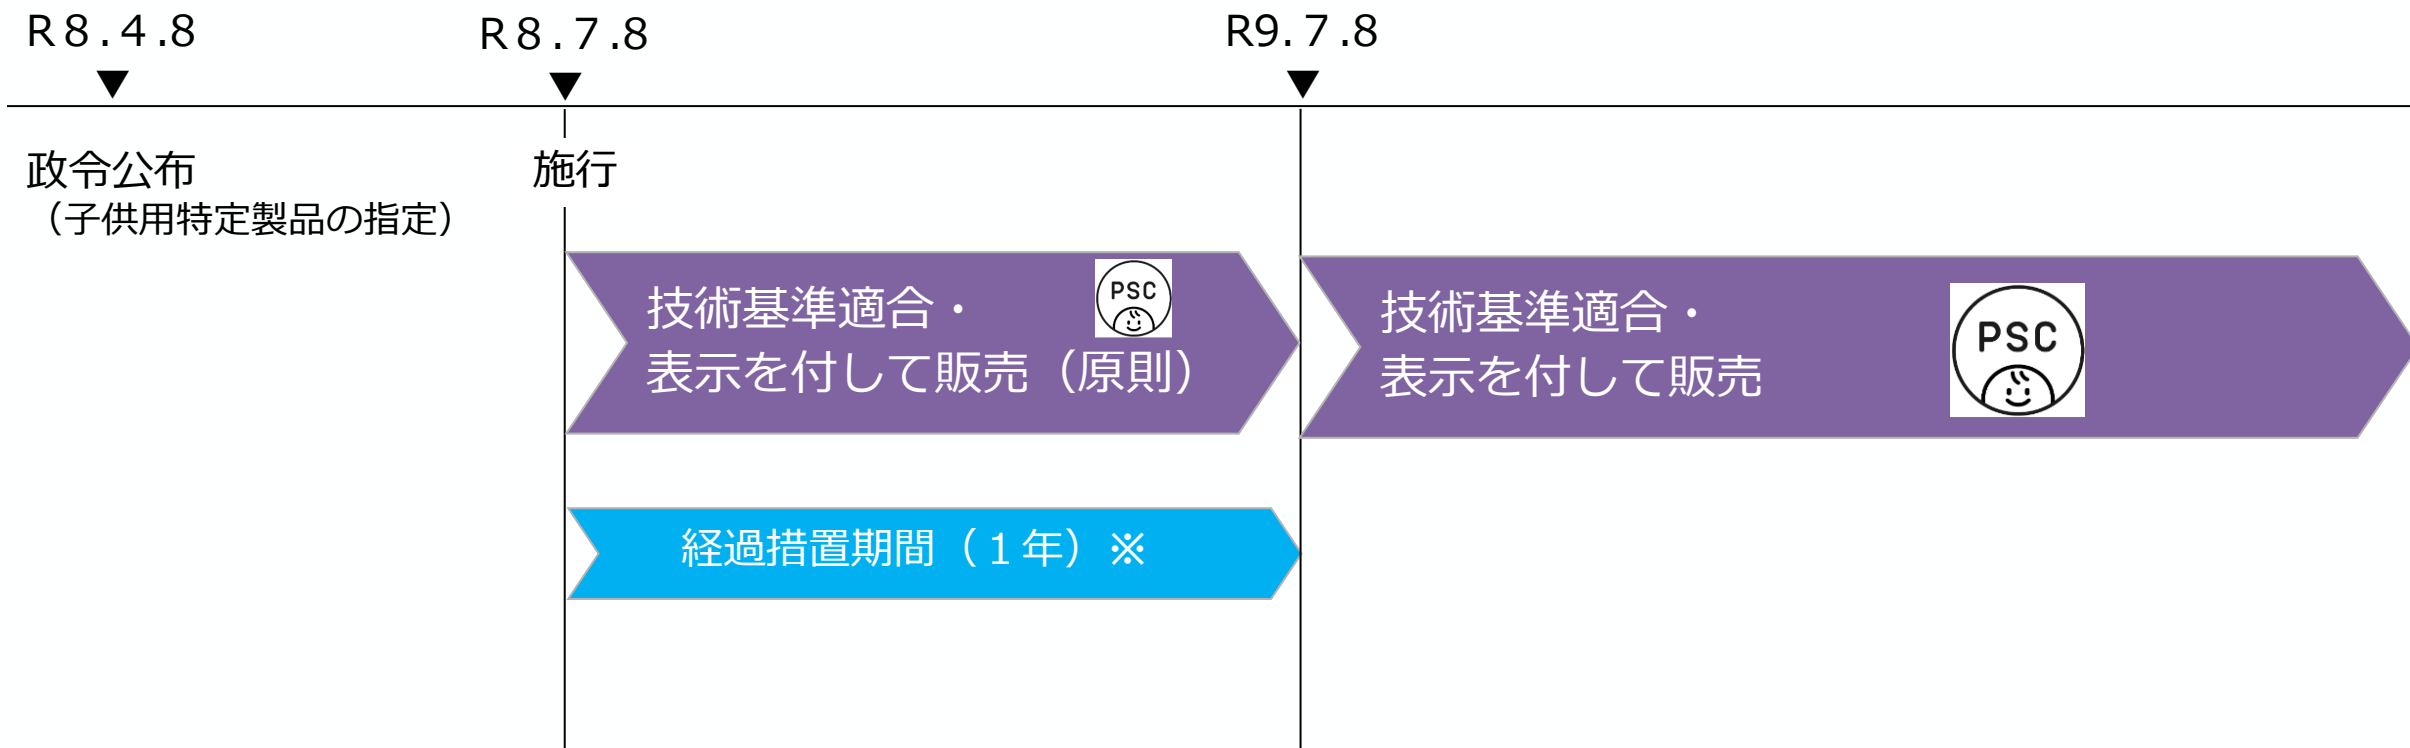 R８.４.8
R８.７.8
R9.７.8
政令公布
（子供用特定製品の指定）
施行
技術基準適合・
表示を付して販売（原則）
PSC
技術基準適合・
表示を付して販売
PSC
経過措置期間（１年）※